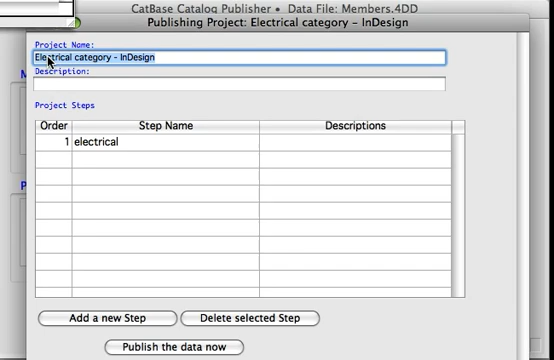 CatBase Catalog Publisher • Data File: Members.4DD
Publishing Project: Electrical category – InDesign
Project Name:
Electrical category - InDesign
Description:
Project Steps
Order Step Name Descriptions
1 electrical
Add a new Step Delete selected Step
Publish the data now